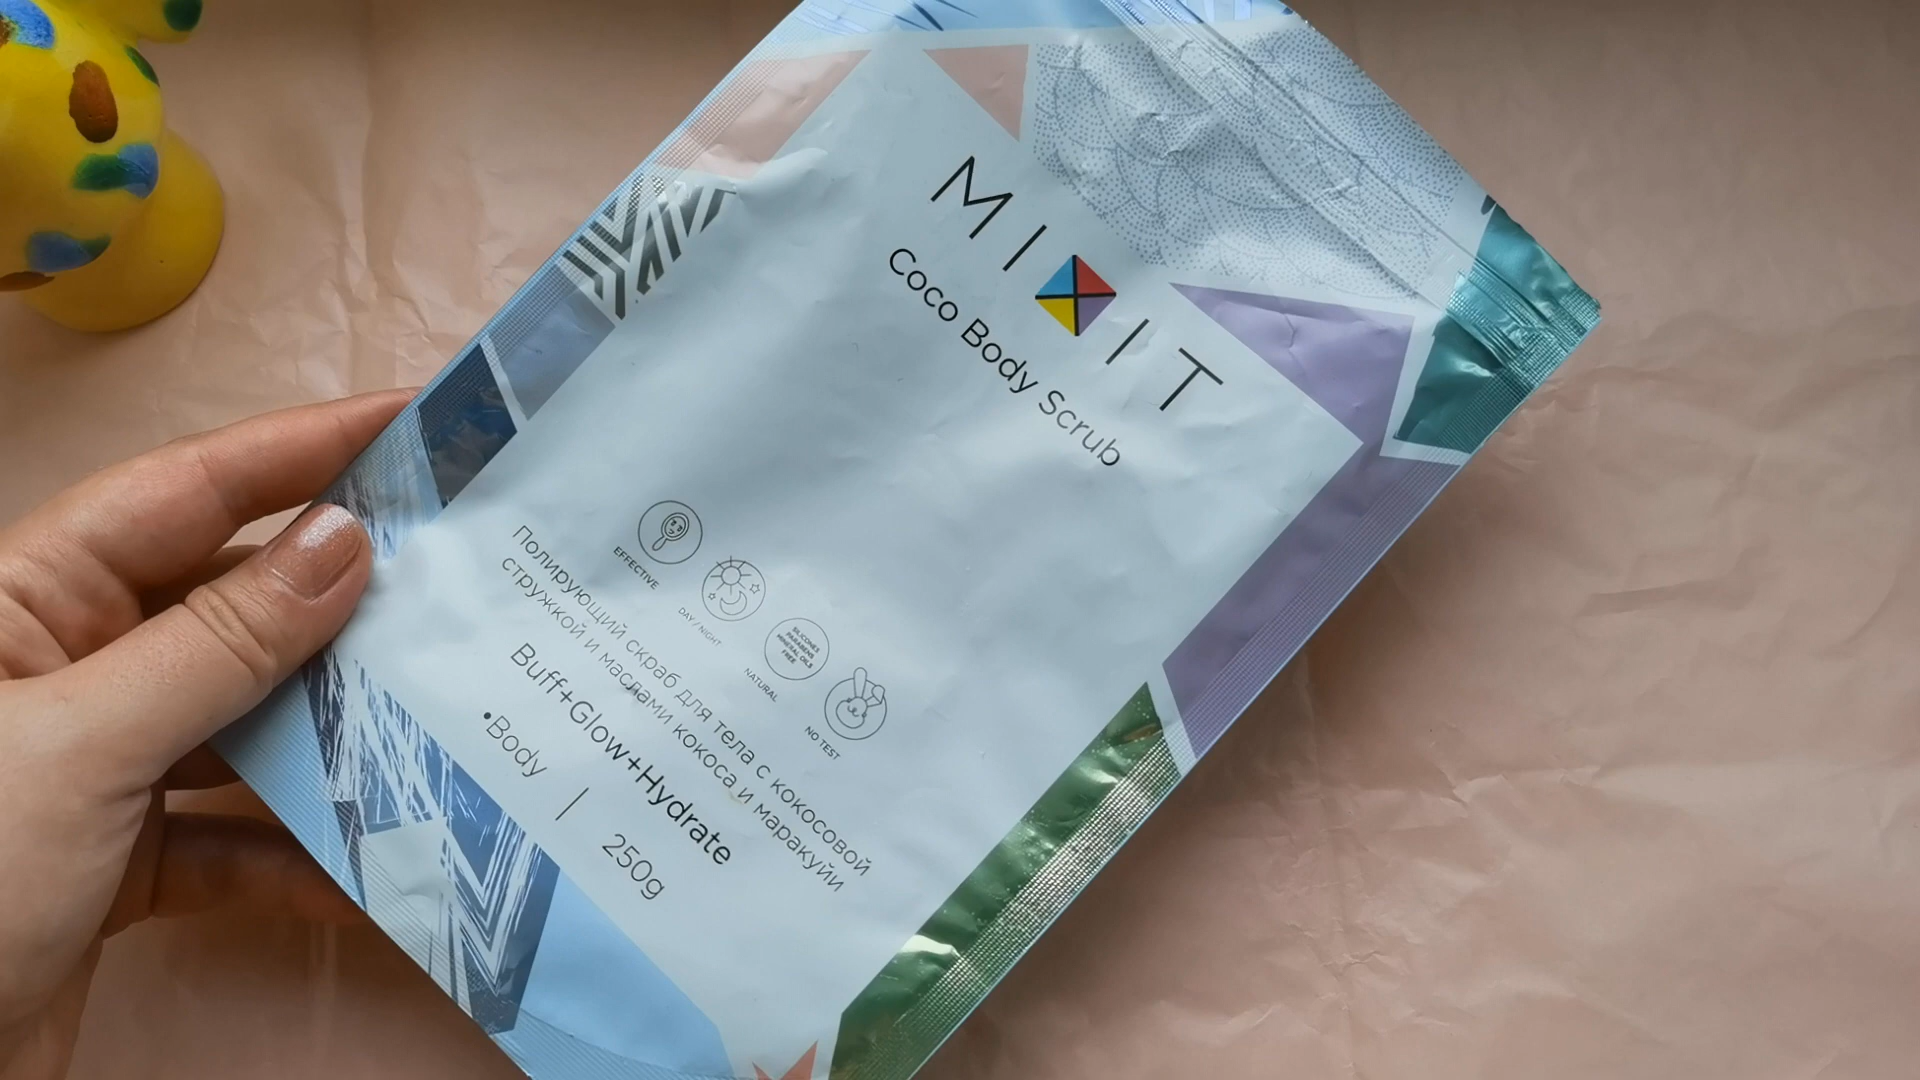 MIXIT
Coco Body Scrub
EFFECTIVE
DAY / NIGHT
SILICONES
PARABENS
MINERAL OILS
FREE
NATURAL
NO TEST
Полирующий скраб для тела с кокосовой
стружкой и маслами кокоса и маракуйи
Buff+Glow+Hydrate
•Body | 250g